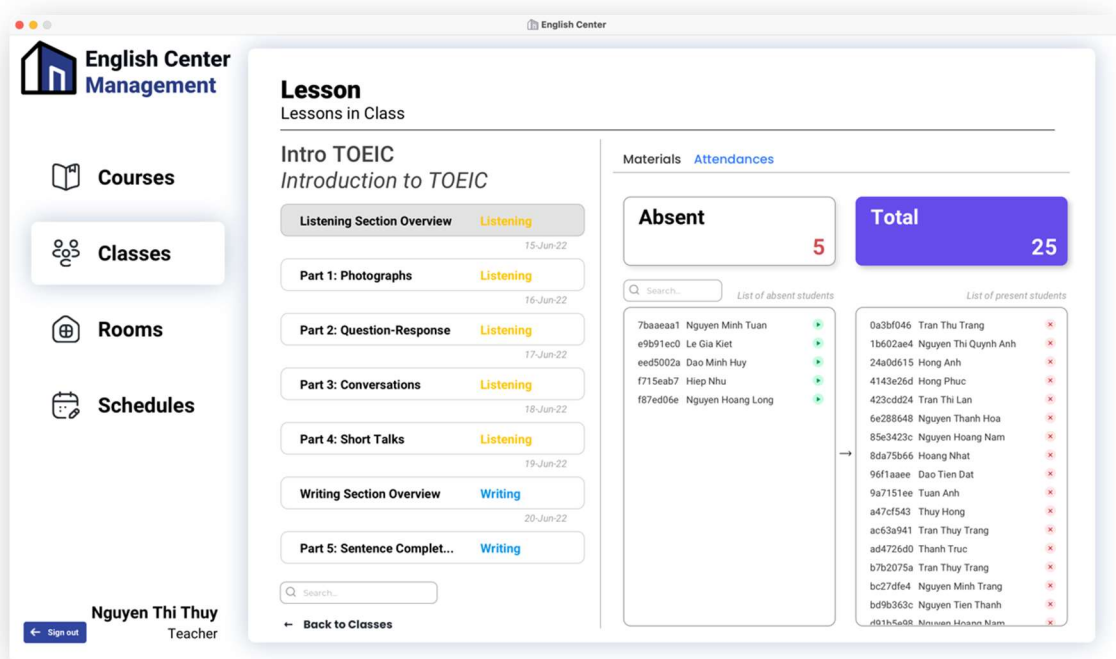 English Center
English Center
Management
Courses
Classes
Rooms
Schedules
Nguyen Thi Thuy
Teacher
← Sign out
Lesson
Lessons in Class
Intro TOEIC
Introduction to TOEIC
Listening Section Overview Listening
15-Jun-22
Part 1: Photographs Listening
16-Jun-22
Part 2: Question-Response Listening
17-Jun-22
Part 3: Conversations Listening
18-Jun-22
Part 4: Short Talks Listening
19-Jun-22
Writing Section Overview Writing
20-Jun-22
Part 5: Sentence Complet... Writing
Search..
← Back to Classes
Materials Attendances
Absent
5
Total
25
Search..
List of absent students
7baaeaa1 Nguyen Minh Tuan
e9b91ec0 Le Gia Kiet
eed5002a Dao Minh Huy
f715eab7 Hiep Nhu
f87ed06e Nguyen Hoang Long
→
List of present students
0a3bf046 Tran Thu Trang
1b602ae4 Nguyen Thi Quynh Anh
24a0d615 Hong Anh
4143e26d Hong Phuc
423cdd24 Tran Thi Lan
6e288648 Nguyen Thanh Hoa
85e3423c Nguyen Hoang Nam
8da75b66 Hoang Nhat
96f1aaee Dao Tien Dat
9a7151ee Tuan Anh
a47cf543 Thuy Hong
ac63a941 Tran Thuy Trang
ad4726d0 Thanh Truc
b7b2075a Tran Thuy Trang
bc27dfe4 Nguyen Minh Trang
bd9b363c Nguyen Tien Thanh
d91b5e98 Nguyen Hoang Nam